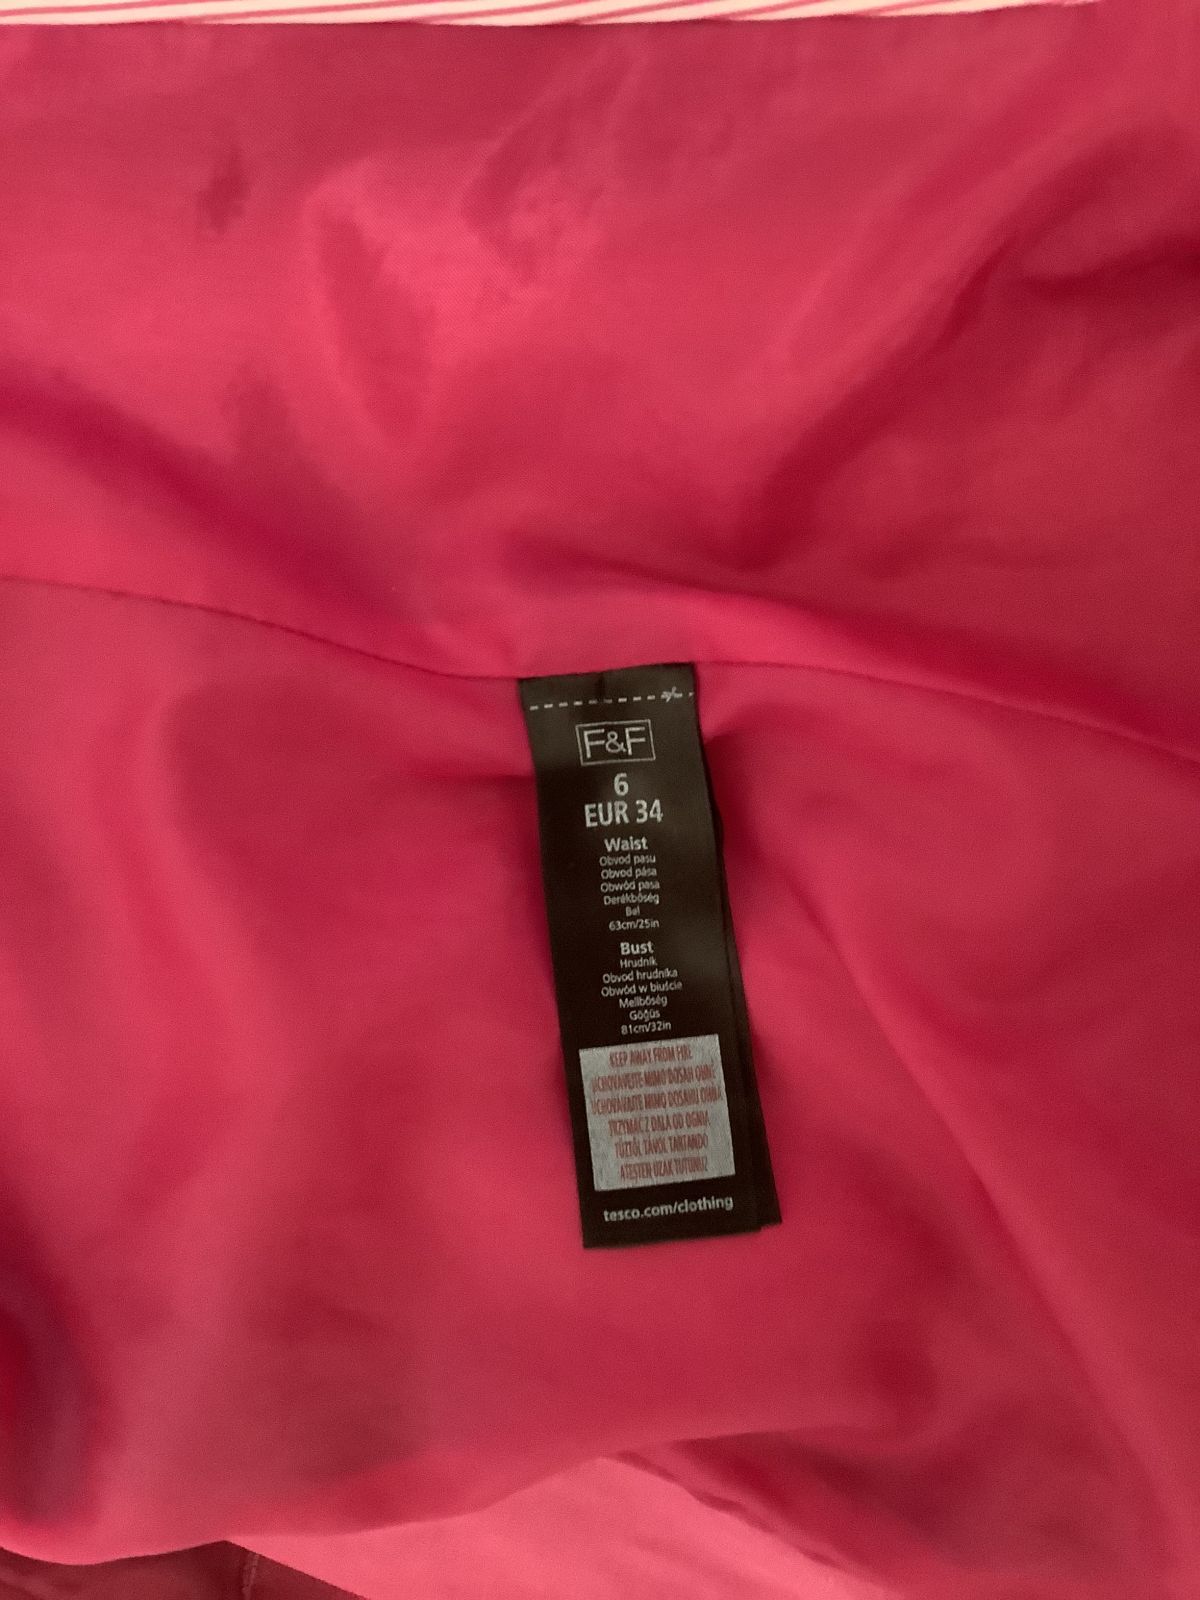 F&F
6
EUR 34
Waist
Obvod pasu
Obvod pása
Obwód pasa
Derékbőség
Bel
63cm/25in
Bust
Hrudník
Obvod hrudníka
Obwód w biuście
Mellbőség
Göğüs
81cm/32in
KEEP AWAY FROM FIRE
UCHOVÁVEJTE MIMO DOSAH OHNĚ
UCHOVÁVAJTE MIMO DOSAHU OHŇA
TRZYMAĆ Z DALA OD OGNIA
TŰZTŐL TÁVOL TARTANDÓ
ATEŞTEN UZAK TUTUNUZ
tesco.com/clothing